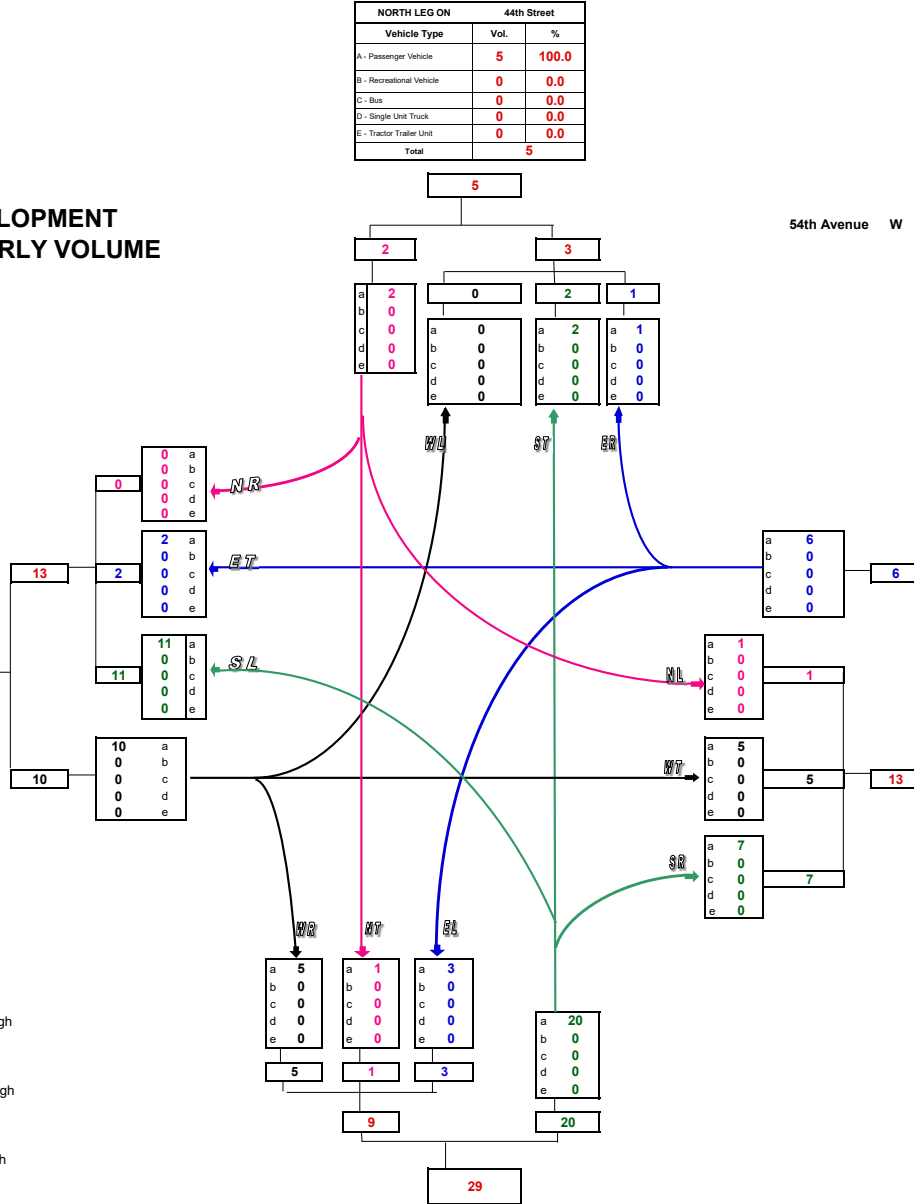 NORTH LEG ON 44th Street
Vehicle Type Vol. %
A - Passenger Vehicle 5 100.0
B - Recreational Vehicle 0 0.0
C - Bus 0 0.0
D - Single Unit Truck 0 0.0
E - Tractor Trailer Unit 0 0.0
Total 5
5
LOPMENT
RLY VOLUME
54th Avenue W
2 3
0 2 1
a 2
b 0
c 0
d 0
e 0
a 0
b 0
c 0
d 0
e 0
a 2
b 0
c 0
d 0
e 0
a 1
b 0
c 0
d 0
e 0
WL ST ER
0
0 a
0 b
0 c
0 d
0 e
NR
13
2
2 a
0 b
0 c
0 d
0 e
ET
a 6
b 0
c 0
d 0
e 0
6
11
11 a
0 b
0 c
0 d
0 e
SL
NL
a 1
b 0
c 0
d 0
e 0
1
10
10 a
0 b
0 c
0 d
0 e
WT
a 5
b 0
c 0
d 0
e 0
5
13
SR
a 7
b 0
c 0
d 0
e 0
7
WR NT EL
a 5
b 0
c 0
d 0
e 0
a 1
b 0
c 0
d 0
e 0
a 3
b 0
c 0
d 0
e 0
a 20
b 0
c 0
d 0
e 0
gh
5 1 3
gh
9 20
h
29